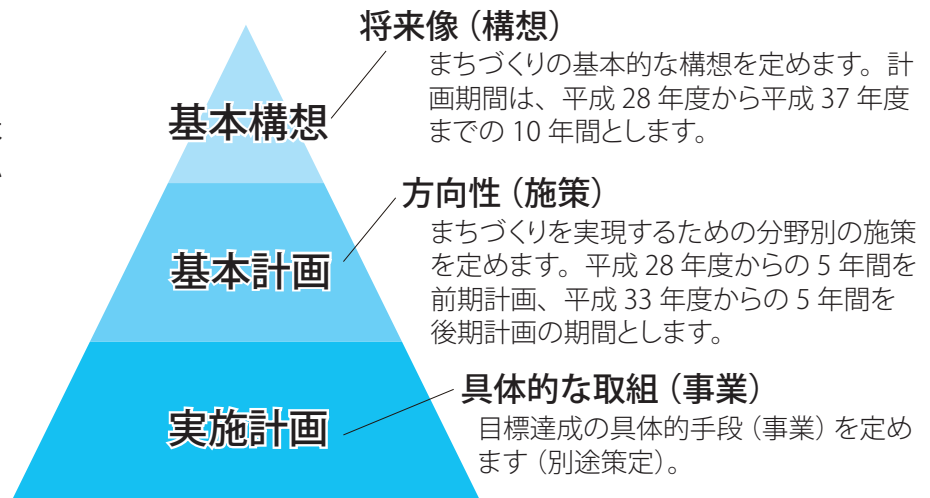 将来像（構想）
まちづくりの基本的な構想を定めます。計
画期間は、平成 28 年度から平成 37 年度
までの 10 年間とします。
基本構想
方向性（施策）
まちづくりを実現するための分野別の施策
を定めます。平成 28 年度からの 5 年間を
前期計画、平成 33 年度からの 5 年間を
後期計画の期間とします。
基本計画
具体的な取組（事業）
目標達成の具体的手段（事業）を定め
ます（別途策定）。
実施計画